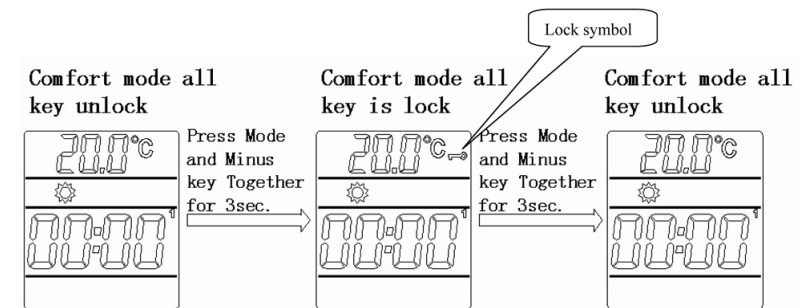 Lock symbol
Comfort mode all
key unlock
Comfort mode all
key is lock
Comfort mode all
key unlock
20.0°C
Press Mode
and Minus
key Together
for 3sec.
20.0°C
Press Mode
and Minus
key Together
for 3sec.
20.0°C
00:00 1
00:00 1
00:00 1